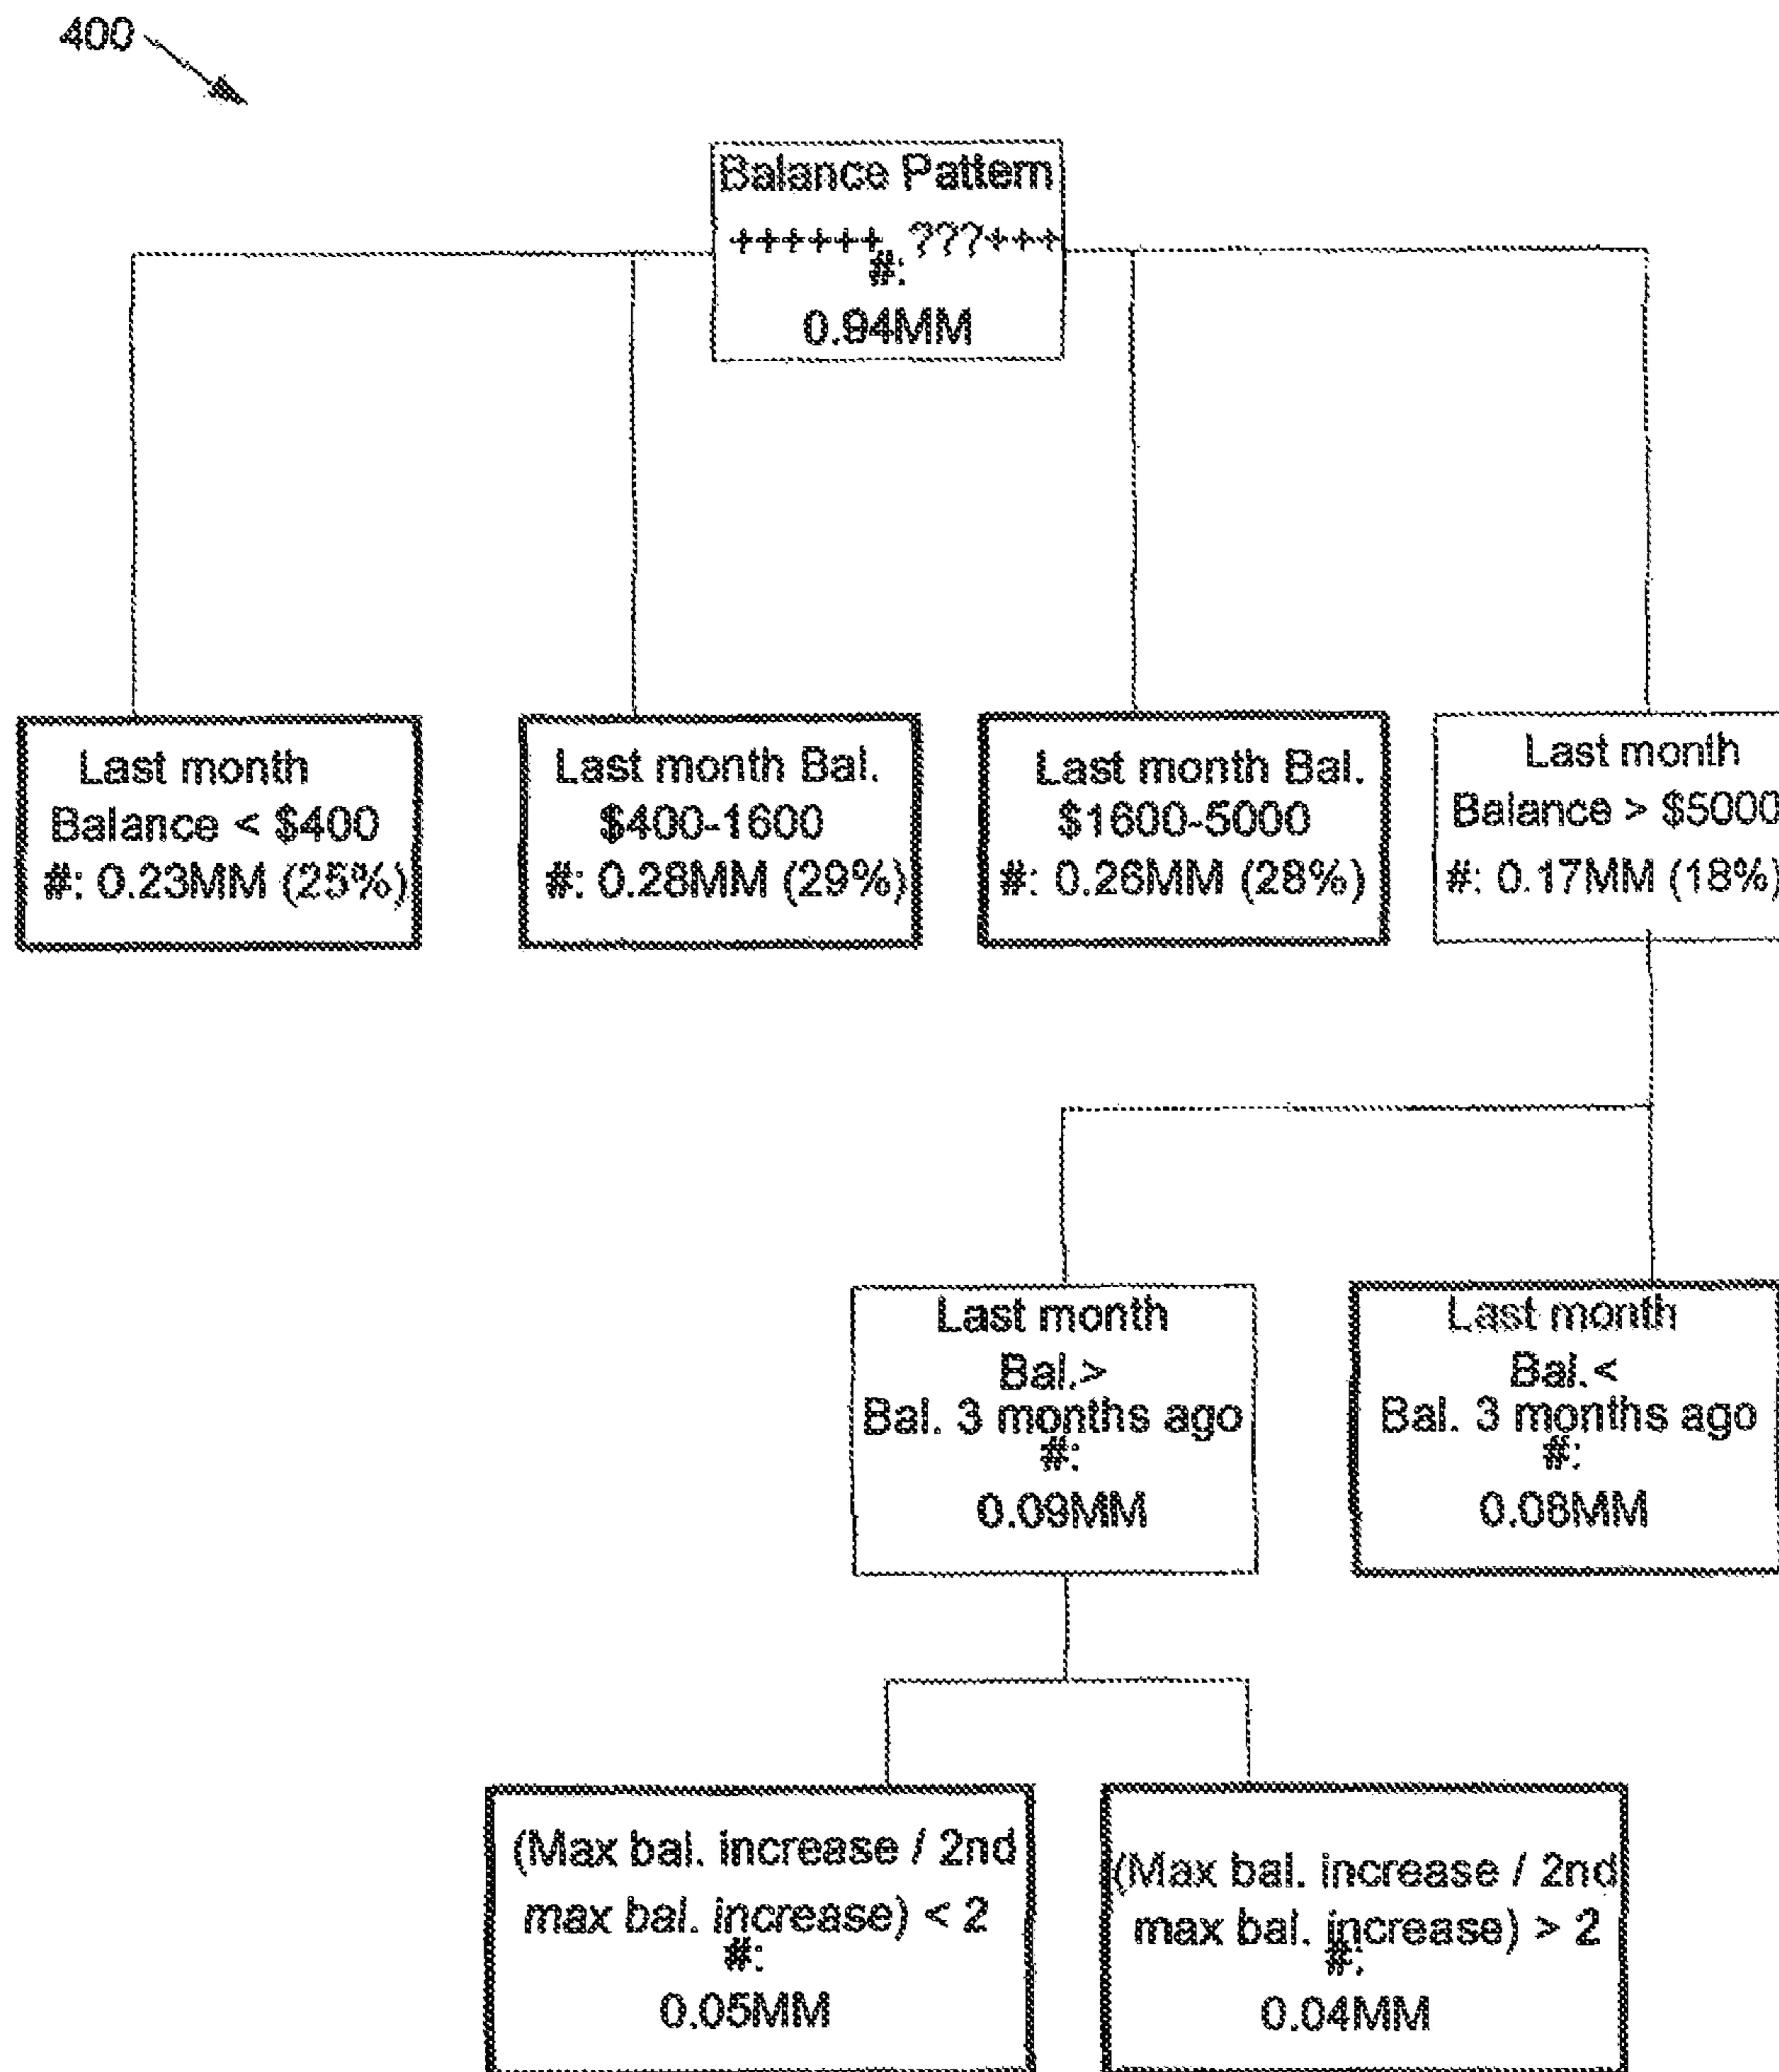 400
Balance Pattern
++++++, ???+++
#:
0.94MM
Last month
Balance < $400
#: 0.23MM (25%)
Last month Bal.
$400-1600
#: 0.28MM (29%)
Last month Bal.
$1600-5000
#: 0.26MM (28%)
Last month
Balance > $5000
#: 0.17MM (18%)
Last month
Bal.>
Bal. 3 months ago
#:
0.09MM
Last month
Bal.<
Bal. 3 months ago
#:
0.08MM
(Max bal. increase / 2nd
max bal. increase) < 2
#:
0.05MM
(Max bal. increase / 2nd
max bal. increase) > 2
#:
0.04MM